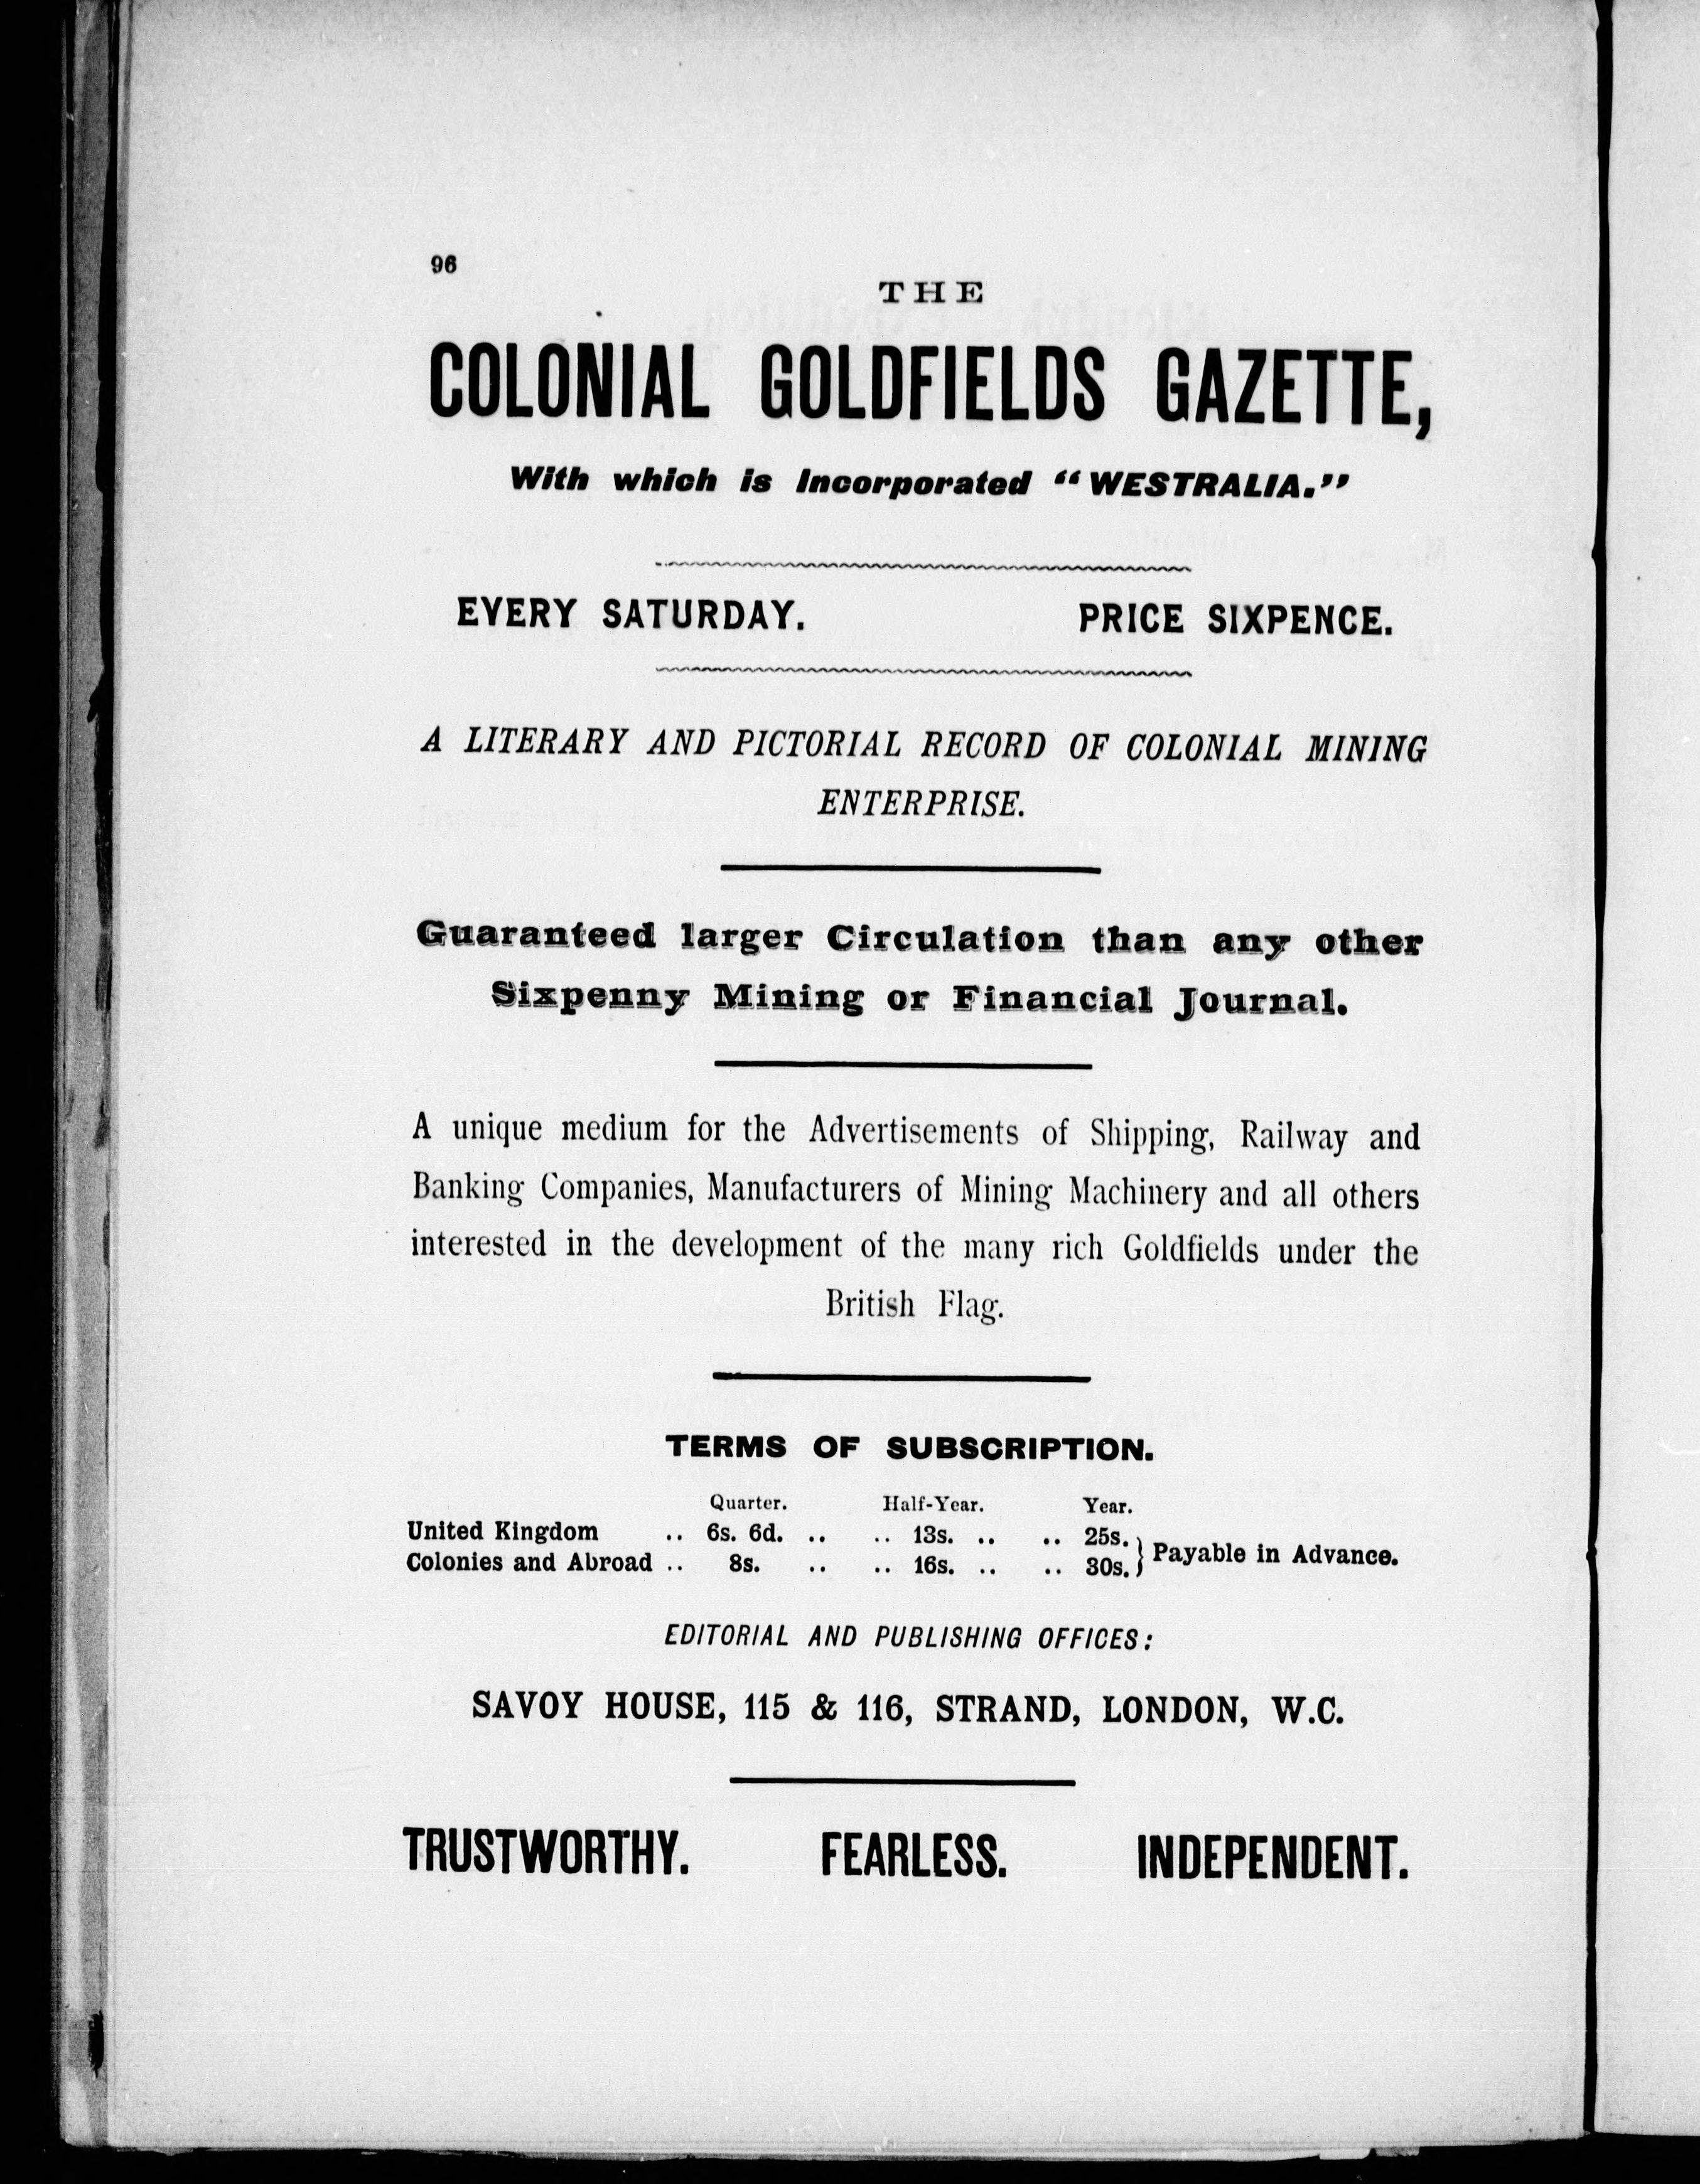 96
THE
COLONIAL GOLDFIELDS GAZETTE,
With which is Incorporated “WESTRALIA.”
EVERY SATURDAY. PRICE SIXPENCE.
A LITERARY AND PICTORIAL RECORD OF COLONIAL MINING
ENTERPRISE.
Guaranteed larger Circulation than any other
Sixpenny Mining or Financial Journal.
A unique medium for the Advertisements of Shipping, Railway and
Banking Companies, Manufacturers of Mining Machinery and all others
interested in the development of the many rich Goldfields under the
British Flag.
TERMS OF SUBSCRIPTION.
Quarter. Half-Year. Year.
United Kingdom .. 6s. 6d. .. .. 13s. .. .. 25s. } Payable in Advance.
Colonies and Abroad .. 8s. .. .. 16s. .. .. 30s. }
EDITORIAL AND PUBLISHING OFFICES:
SAVOY HOUSE, 115 & 116, STRAND, LONDON, W.C.
TRUSTWORTHY. FEARLESS. INDEPENDENT.